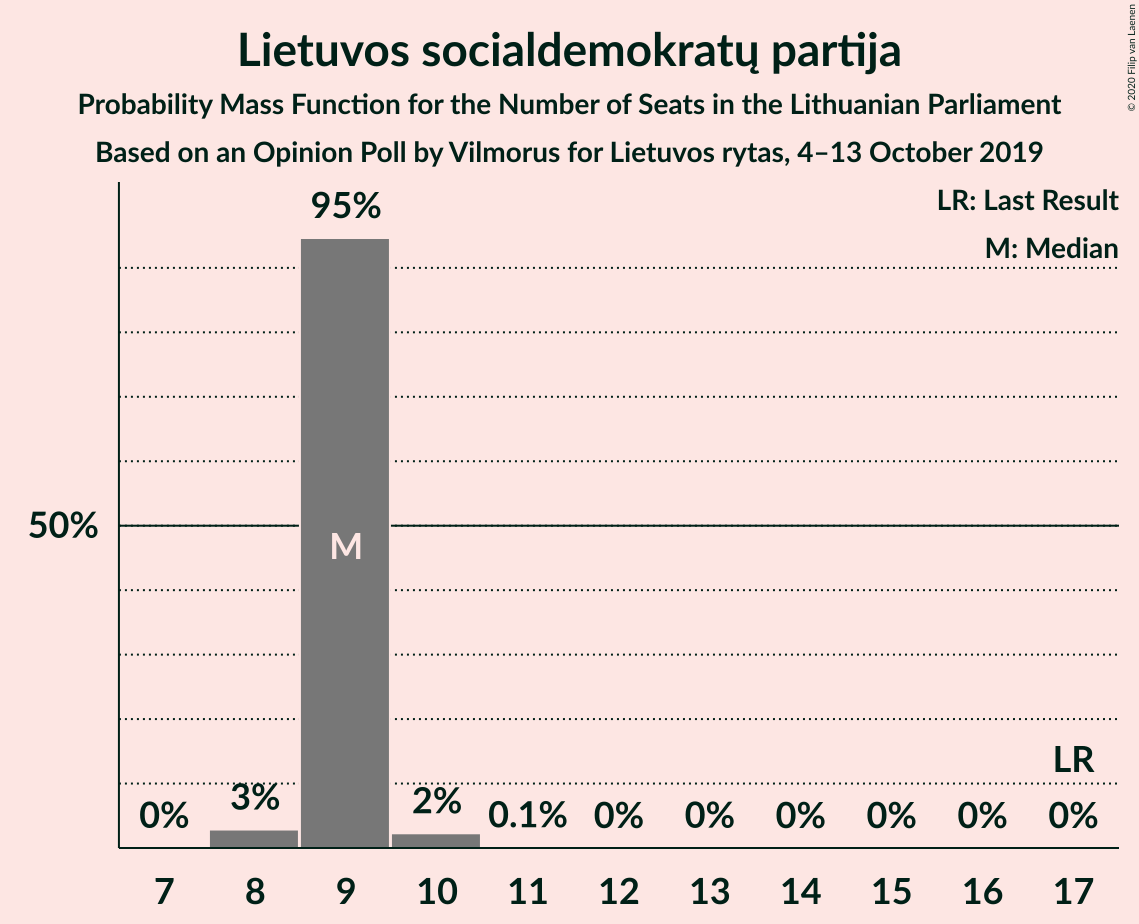 Lietuvos socialdemokratų partija
Probability Mass Function for the Number of Seats in the Lithuanian Parliament
Based on an Opinion Poll by Vilmorus for Lietuvos rytas, 4–13 October 2019
© 2020 Filip van Laenen
LR: Last Result
M: Median
95%
50%
M
LR
0% 3% 2% 0.1% 0% 0% 0% 0% 0% 0%
7 8 9 10 11 12 13 14 15 16 17